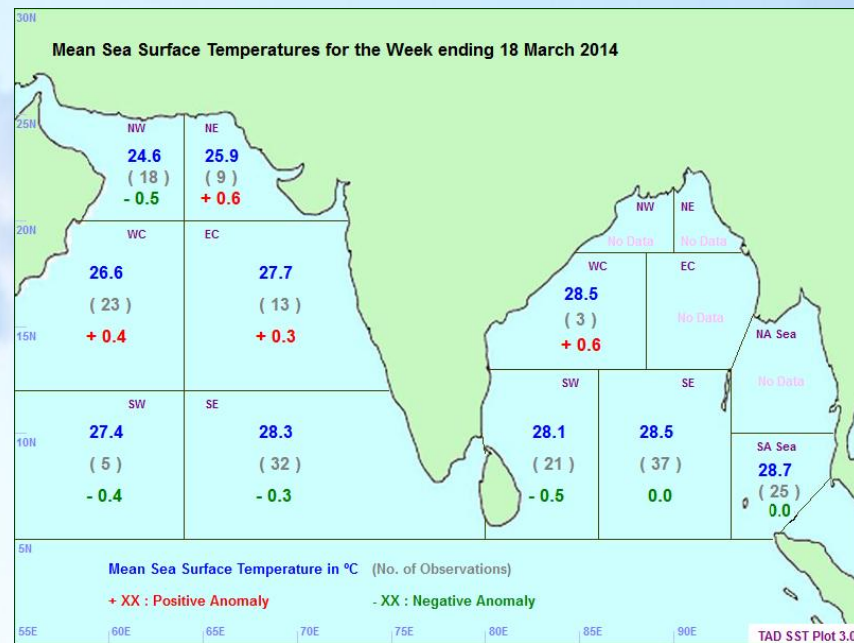 30N
Mean Sea Surface Temperatures for the Week ending 18 March 2014
25N
NW NE
24.6 25.9
( 18 ) ( 9 )
- 0.5 + 0.6
20N
WC EC
26.6 27.7
( 23 ) ( 13 )
+ 0.4 + 0.3
15N
SW SE
27.4 28.3
( 5 ) ( 32 )
- 0.4 - 0.3
10N
5N
NW NE
No Data No Data
WC EC
28.5
( 3 ) No Data
+ 0.6
SW SE
28.1 28.5
( 21 ) ( 37 )
- 0.5 0.0
NA Sea
No Data
SA Sea
28.7
( 25 )
0.0
Mean Sea Surface Temperature in ºC (No. of Observations)
+ XX : Positive Anomaly - XX : Negative Anomaly
55E 60E 65E 70E 75E 80E 85E 90E
TAD SST Plot 3.0